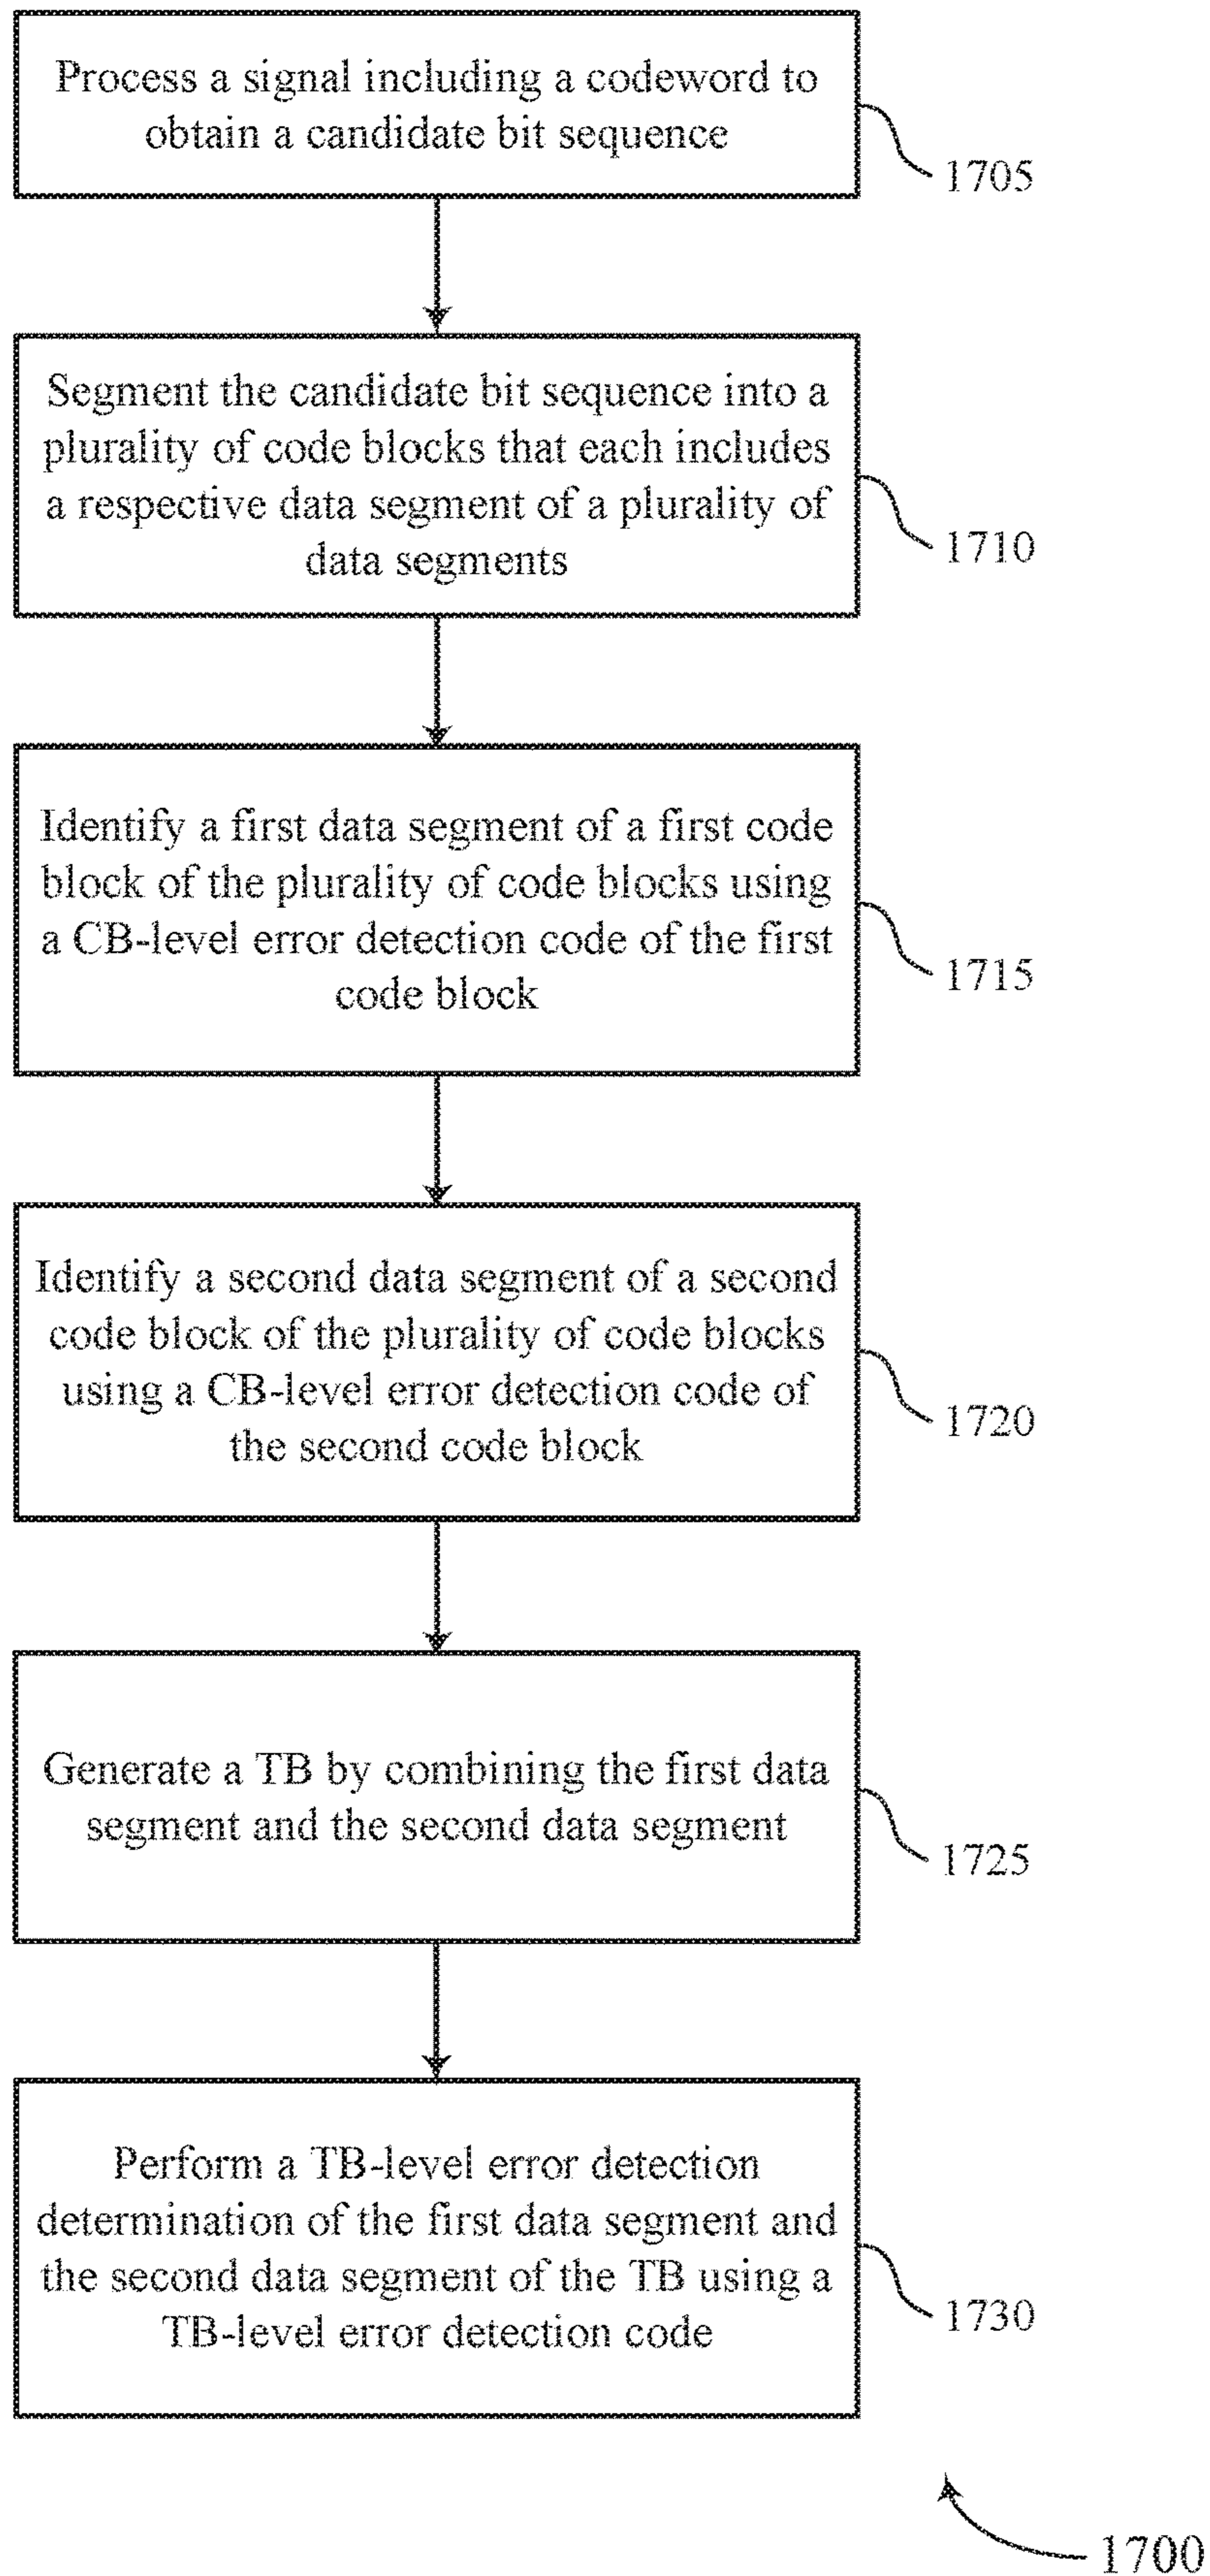 Process a signal including a codeword to
obtain a candidate bit sequence
1705
Segment the candidate bit sequence into a
plurality of code blocks that each includes
a respective data segment of a plurality of
data segments
1710
Identify a first data segment of a first code
block of the plurality of code blocks using
a CB-level error detection code of the first
code block
1715
Identify a second data segment of a second
code block of the plurality of code blocks
using a CB-level error detection code of
the second code block
1720
Generate a TB by combining the first data
segment and the second data segment
1725
Perform a TB-level error detection
determination of the first data segment and
the second data segment of the TB using a
TB-level error detection code
1730
1700